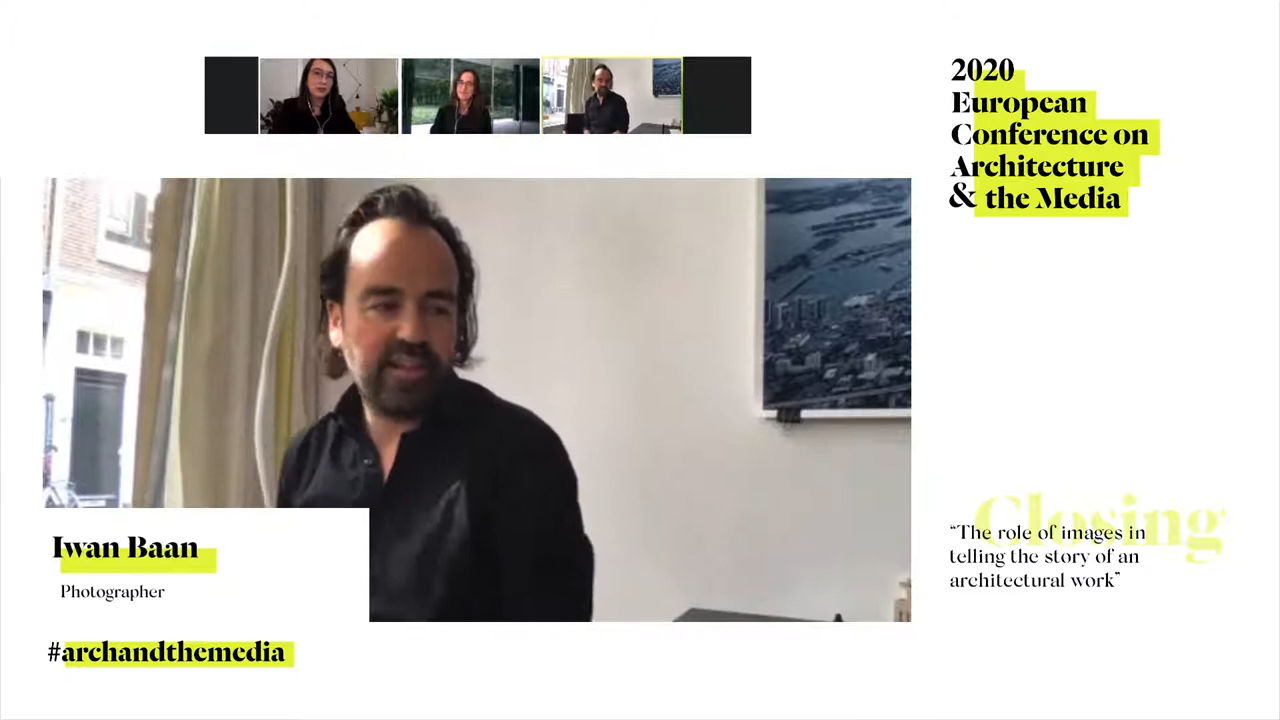 2020
European
Conference on
Architecture
& the Media
Iwan Baan
Photographer
#archandthemedia
Closing
“The role of images in
telling the story of an
architectural work”